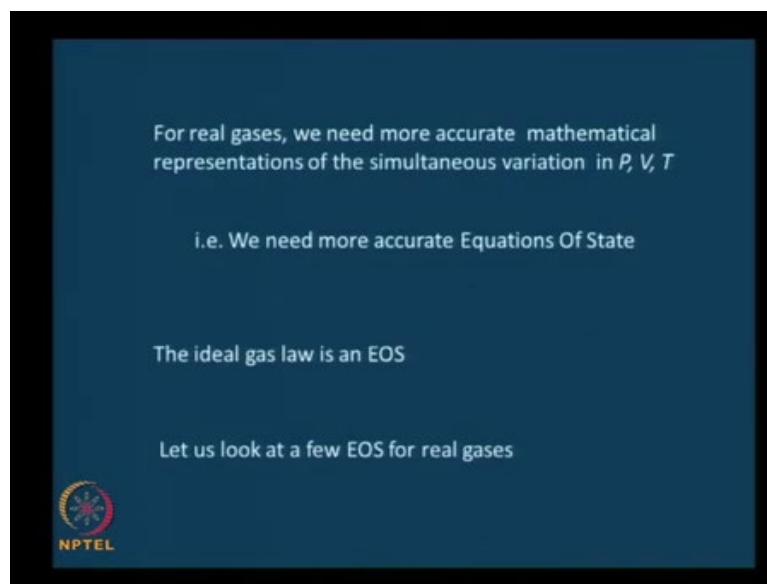 For real gases, we need more accurate mathematical
representations of the simultaneous variation in P, V, T
i.e. We need more accurate Equations Of State
The ideal gas law is an EOS
Let us look at a few EOS for real gases
NPTEL